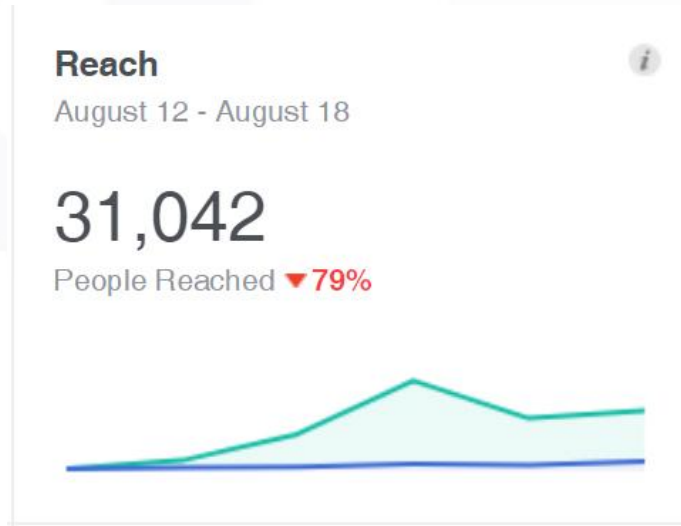 Reach
i
August 12 - August 18
31,042
People Reached ▼79%